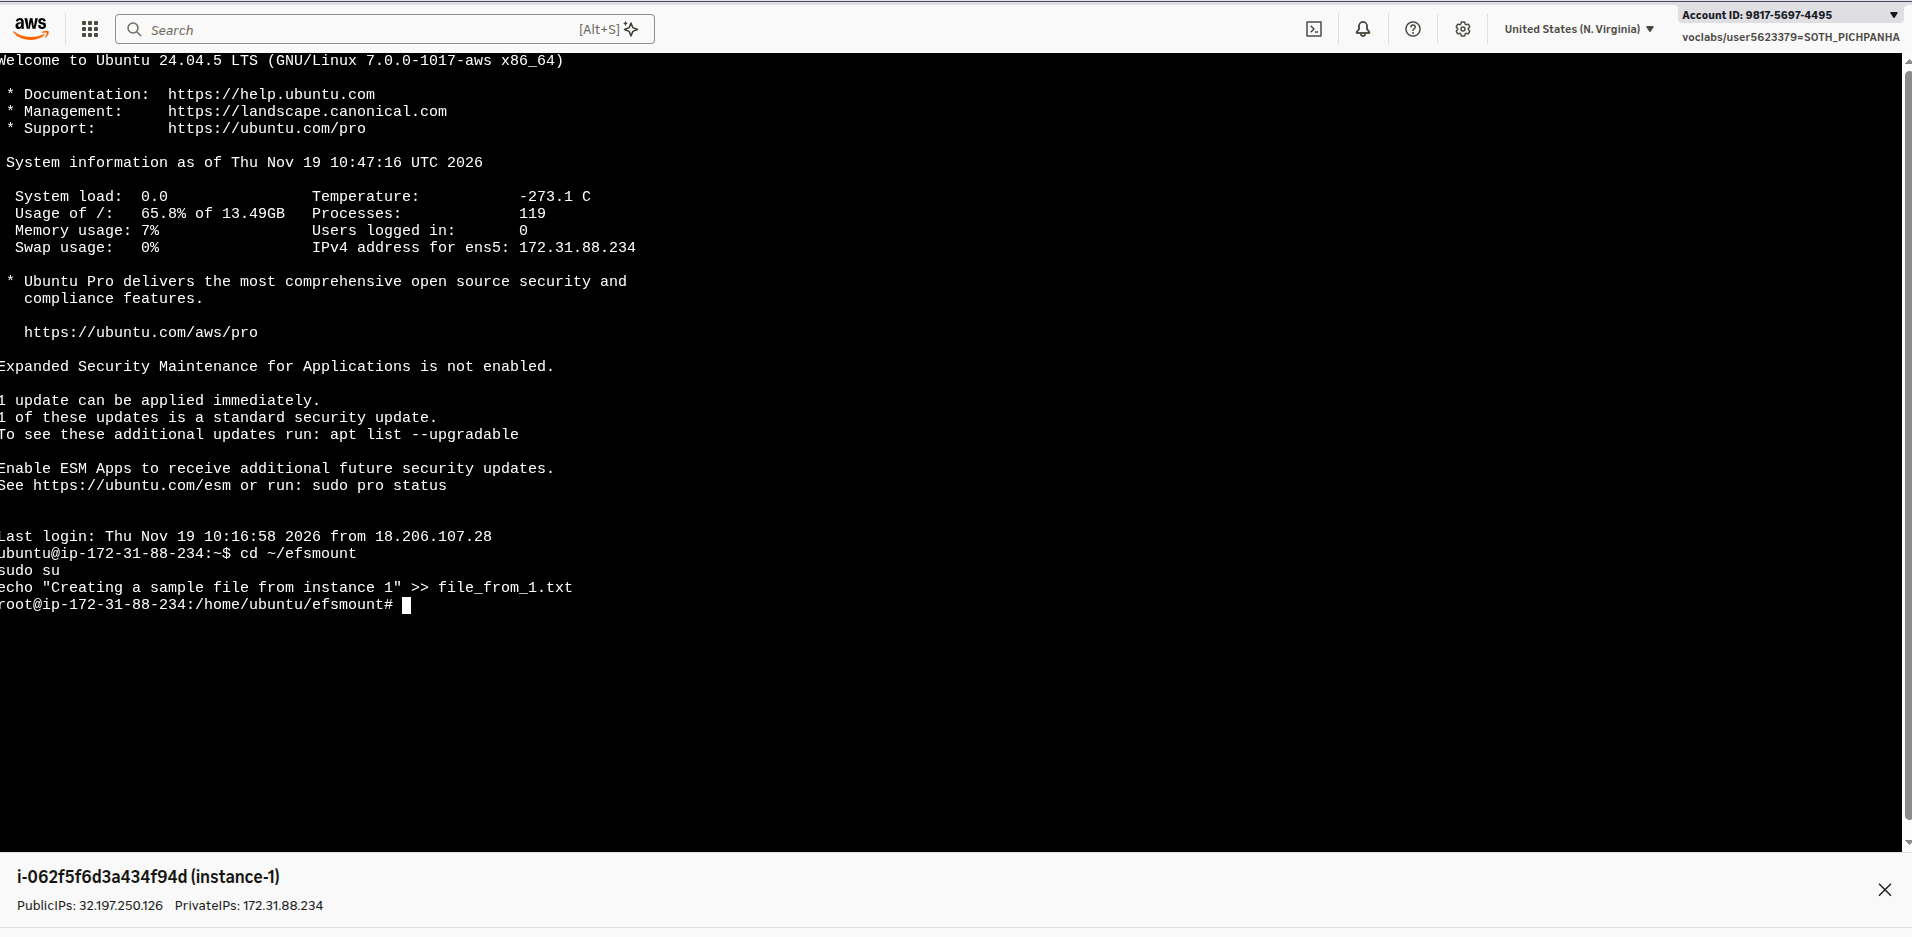 aws
Search
[Alt+S]
United States (N. Virginia)
Account ID: 9817-5697-4495
voclabs/user5623379=SOTH_PICHPANHA
Welcome to Ubuntu 24.04.5 LTS (GNU/Linux 7.0.0-1017-aws x86_64)
* Documentation:  https://help.ubuntu.com
* Management:     https://landscape.canonical.com
* Support:        https://ubuntu.com/pro
System information as of Thu Nov 19 10:47:16 UTC 2026
System load:  0.0                Temperature:           -273.1 C
Usage of /:   65.8% of 13.49GB   Processes:             119
Memory usage: 7%                 Users logged in:       0
Swap usage:   0%                 IPv4 address for ens5: 172.31.88.234
* Ubuntu Pro delivers the most comprehensive open source security and
compliance features.
https://ubuntu.com/aws/pro
Expanded Security Maintenance for Applications is not enabled.
1 update can be applied immediately.
1 of these updates is a standard security update.
To see these additional updates run: apt list --upgradable
Enable ESM Apps to receive additional future security updates.
See https://ubuntu.com/esm or run: sudo pro status
Last login: Thu Nov 19 10:16:58 2026 from 18.206.107.28
ubuntu@ip-172-31-88-234:~$ cd ~/efsmount
sudo su
echo "Creating a sample file from instance 1" >> file_from_1.txt
root@ip-172-31-88-234:/home/ubuntu/efsmount#
i-062f5f6d3a434f94d (instance-1)
PublicIPs: 32.197.250.126   PrivateIPs: 172.31.88.234